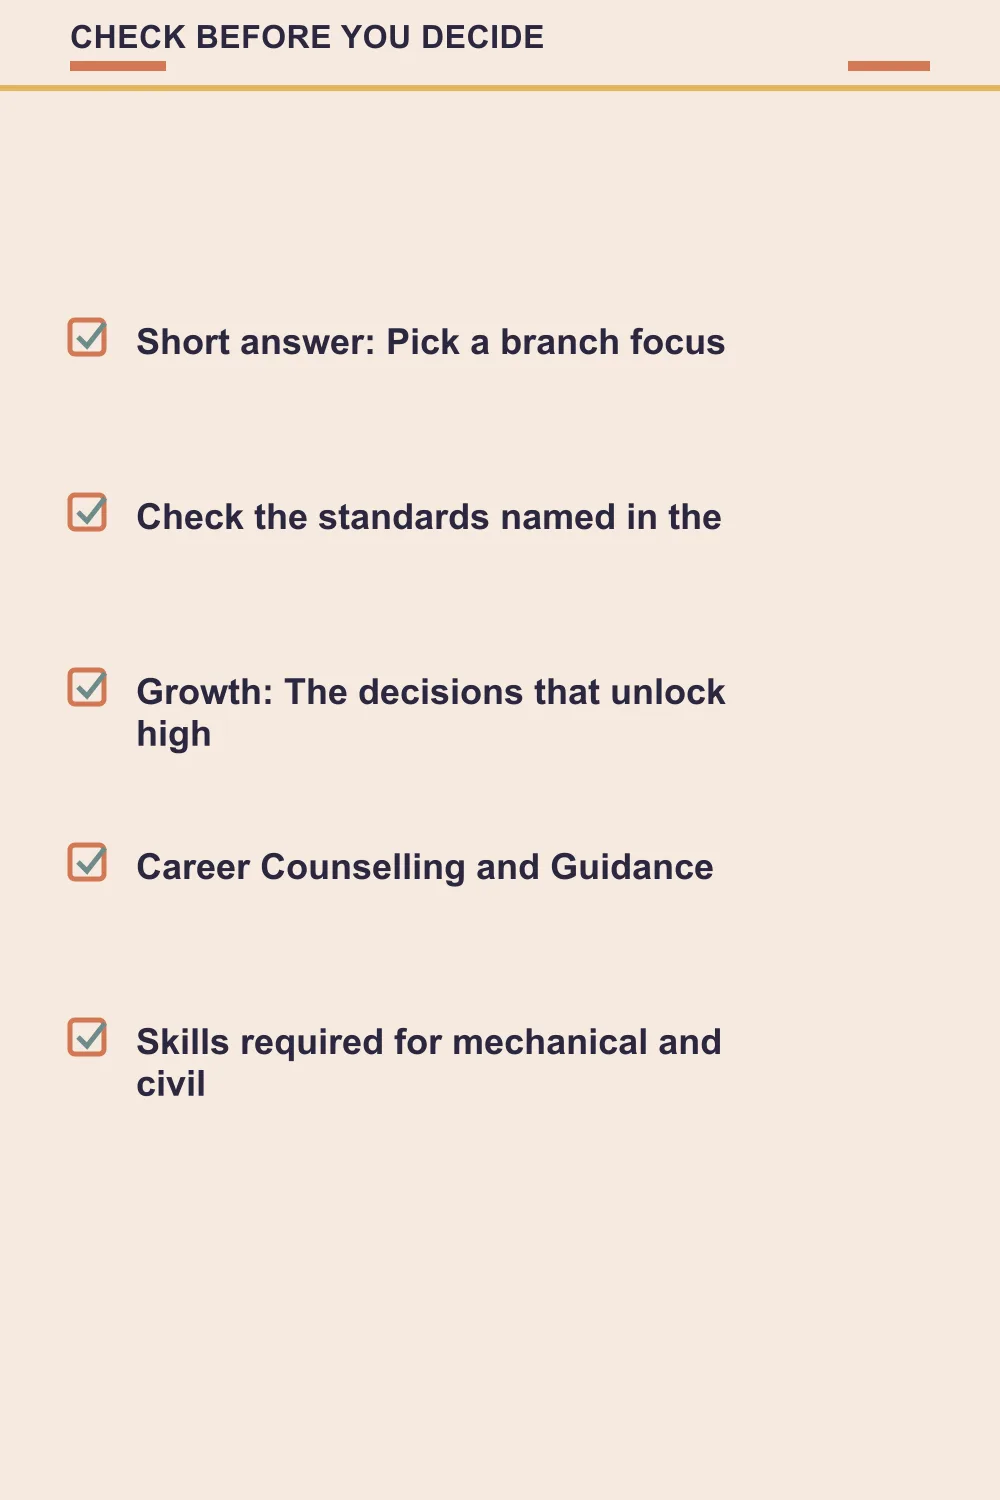 CHECK BEFORE YOU DECIDE
Short answer: Pick a branch focus
Check the standards named in the
Growth: The decisions that unlock
high
Career Counselling and Guidance
Skills required for mechanical and
civil